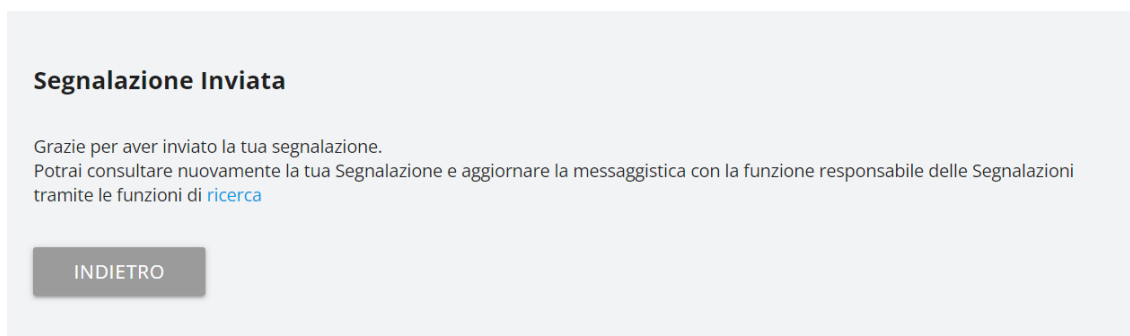 Segnalazione Inviata
Grazie per aver inviato la tua segnalazione.
Potrai consultare nuovamente la tua Segnalazione e aggiornare la messaggistica con la funzione responsabile delle Segnalazioni
tramite le funzioni di ricerca
INDIETRO